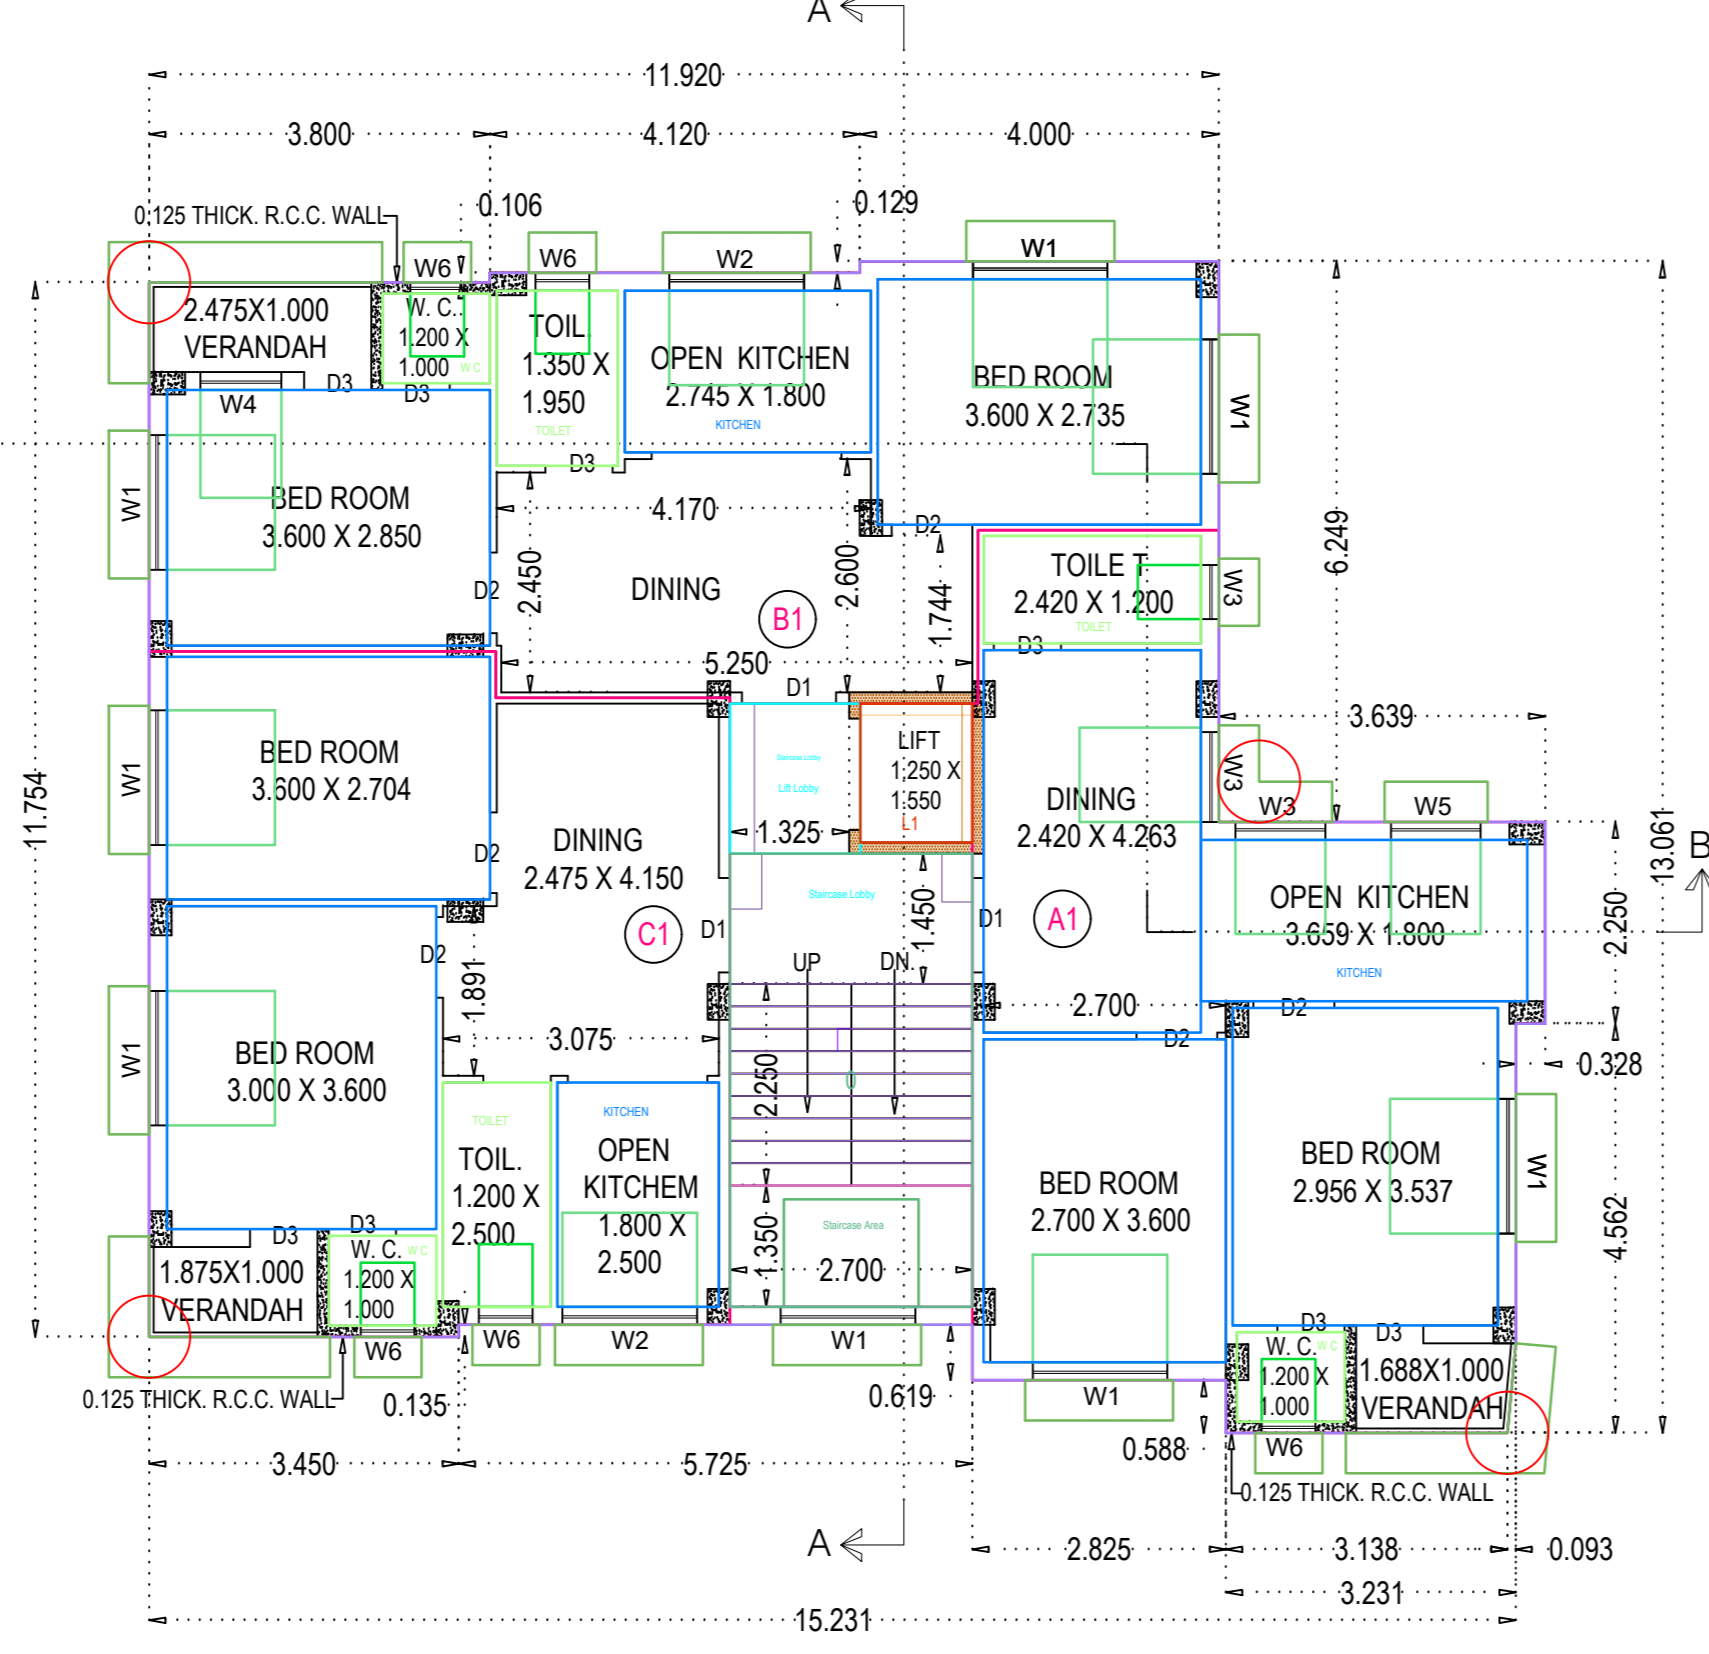 A
11.920
3.800
4.120
4.000
0.125 THICK. R.C.C. WALL
0.106
0.129
W6
W6
W2
W1
2.475X1.000
VERANDAH
W. C..
1.200 X
1.000
W C
TOIL.
1.350 X
1.950
TOILET
OPEN KITCHEN
2.745 X 1.800
KITCHEN
BED ROOM
3.600 X 2.735
W1
D3
D3
W4
D3
W1
BED ROOM
3.600 X 2.850
4.170
D2
6.249
2.450
2.600
1.744
DINING
D2
B1
TOILE T
2.420 X 1.200
TOILET
W3
D3
5.250
D1
3.639
11.754
W1
BED ROOM
3.600 X 2.704
Staircase Lobby
Lift Lobby
LIFT
1.250 X
1.550
L1
1.325
W3
W3
W5
DINING
2.420 X 4.263
DINING
2.475 X 4.150
D2
13.061
B
Staircase Lobby
OPEN KITCHEN
3.659 X 1.800
KITCHEN
2.250
1.450
C1
D1
D1
A1
D2
UP
DN.
1.891
2.700
D2
D2
3.075
W1
BED ROOM
3.000 X 3.600
2.250
0.328
TOILET
KITCHEN
TOIL.
1.200 X
2.500
OPEN
KITCHEM
1.800 X
2.500
BED ROOM
2.700 X 3.600
BED ROOM
2.956 X 3.537
W1
4.562
1.350
Staircase Area
2.700
D3
D3
W. C.
W C
1.200 X
1.000
1.875X1.000
VERANDAH
W6
W6
W2
W1
D3
D3
W. C.
W C
1.200 X
1.000
1.688X1.000
VERANDAH
0.125 THICK. R.C.C. WALL
0.135
0.619
W1
0.588
W6
3.450
5.725
0.125 THICK. R.C.C. WALL
A
2.825
3.138
0.093
3.231
15.231